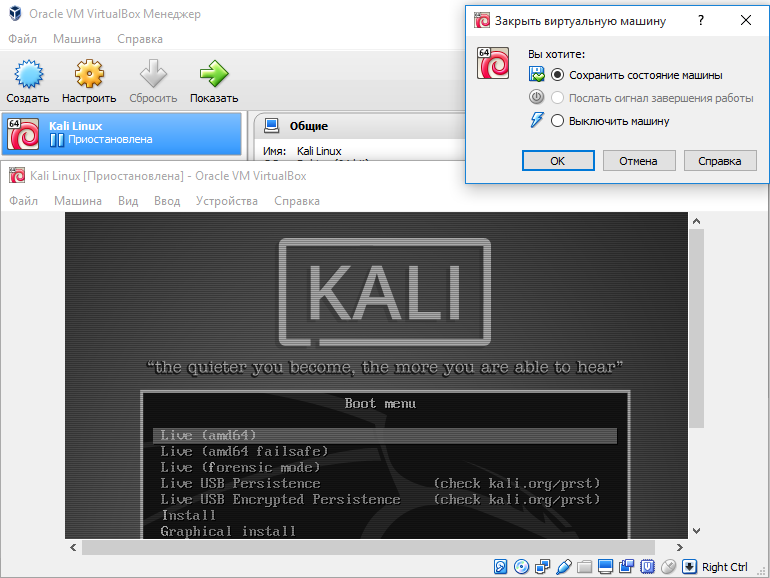 Oracle VM VirtualBox Менеджер
Файл Машина Справка
Создать Настроить Сбросить Показать
64 Kali Linux
Приостановлена
Общие
Имя: Kali Linux
Закрыть виртуальную машину ?
64 Вы хотите:
Сохранить состояние машины
Послать сигнал завершения работы
Выключить машину
OK Отмена Справка
Kali Linux [Приостановлена] - Oracle VM VirtualBox
Файл Машина Вид Ввод Устройства Справка
KALI
“the quieter you become, the more you are able to hear”
Boot menu
Live (amd64)
Live (amd64 failsafe)
Live (forensic mode)
Live USB Persistence (check kali.org/prst)
Live USB Encrypted Persistence (check kali.org/prst)
Install
Graphical install
Right Ctrl